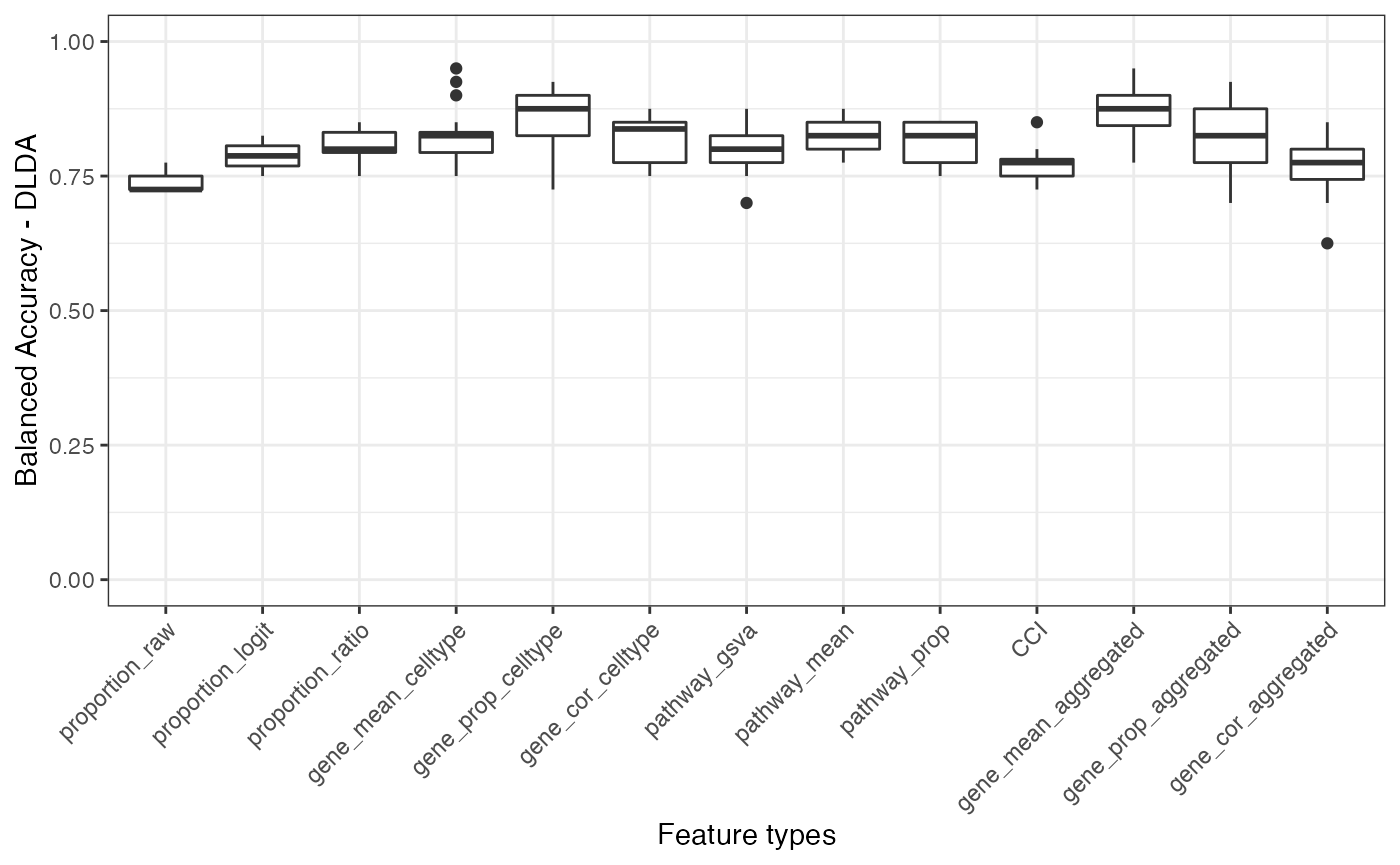 Balanced Accuracy - DLDA
1.00
0.75
0.50
0.25
0.00
proportion_raw
proportion_logit
proportion_ratio
gene_mean_celltype
gene_prop_celltype
gene_cor_celltype
pathway_gsva
pathway_mean
pathway_prop
CCI
gene_mean_aggregated
gene_prop_aggregated
gene_cor_aggregated
Feature types